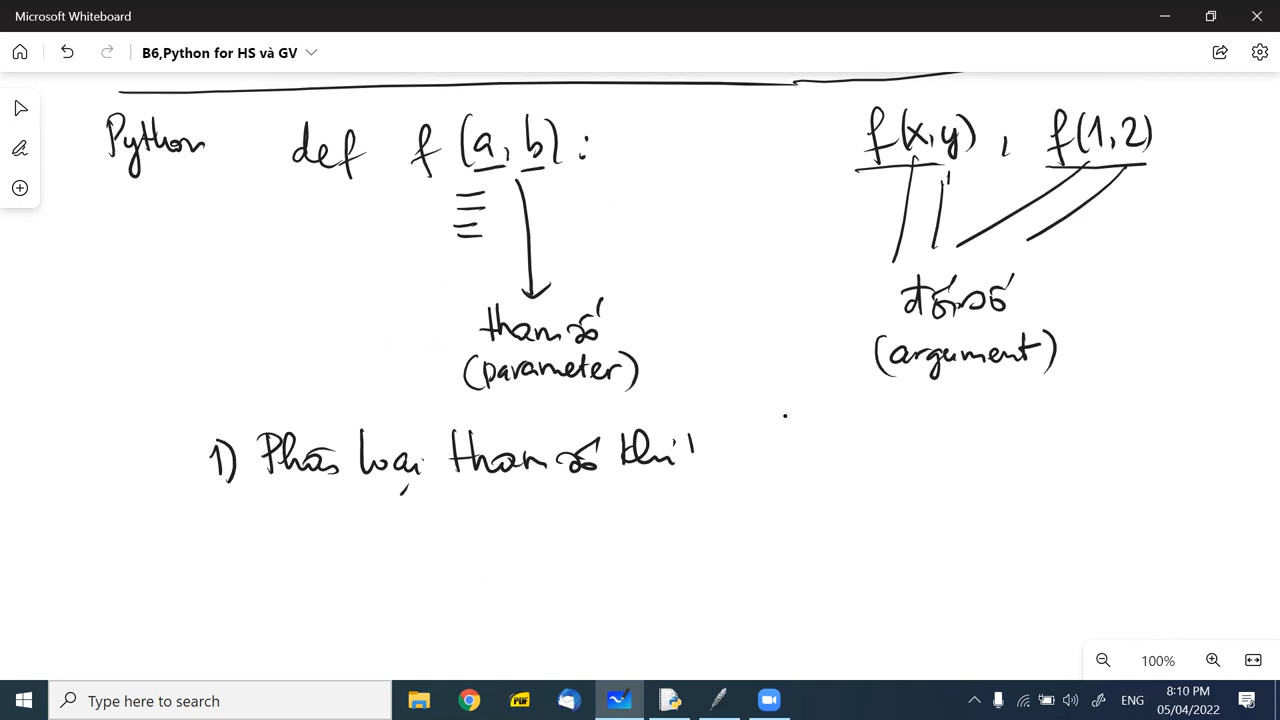 Microsoft Whiteboard
B6,Python for HS và GV
Python def f(a, b): f(x,y), f(1,2)
tham số đối số
(parameter) (argument)
1) Phân loại tham số khi
100%
Type here to search
PDF
ENG
8:10 PM
05/04/2022